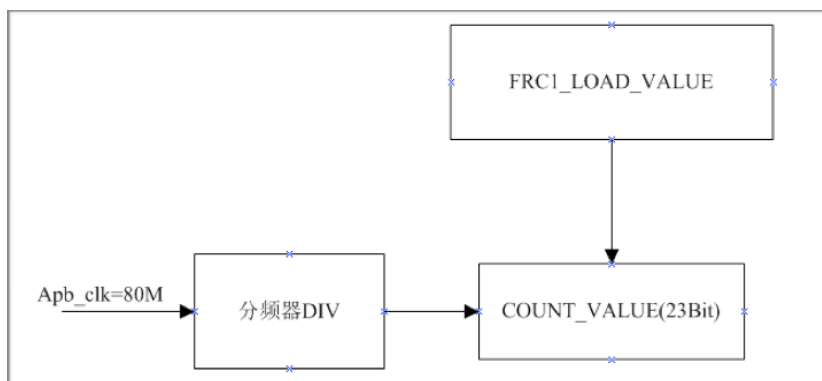 FRC1_LOAD_VALUE
Apb_clk=80M
分频器DIV
COUNT_VALUE(23Bit)